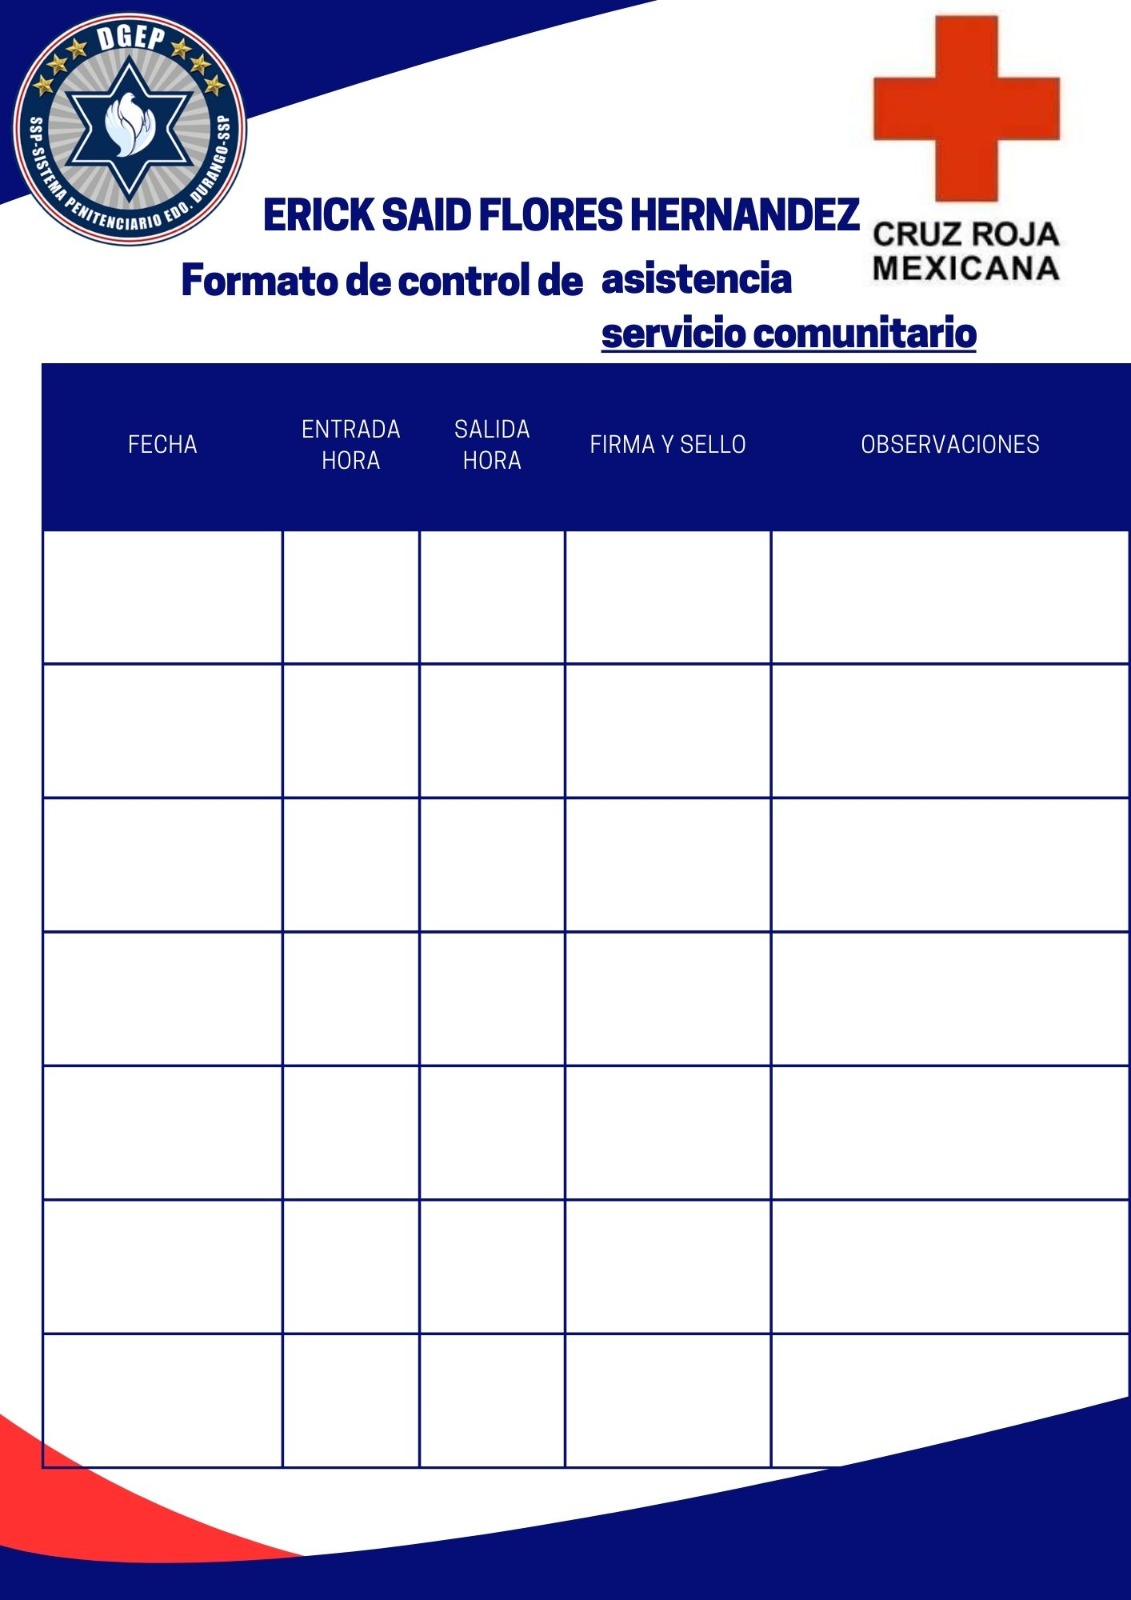 DGEP
SSP-SISTEMA PENITENCIARIO EDO. DURANGO-SSP
ERICK SAID FLORES HERNANDEZ
CRUZ ROJA
MEXICANA
Formato de control de asistencia
servicio comunitario
FECHA
ENTRADA
HORA
SALIDA
HORA
FIRMA Y SELLO
OBSERVACIONES